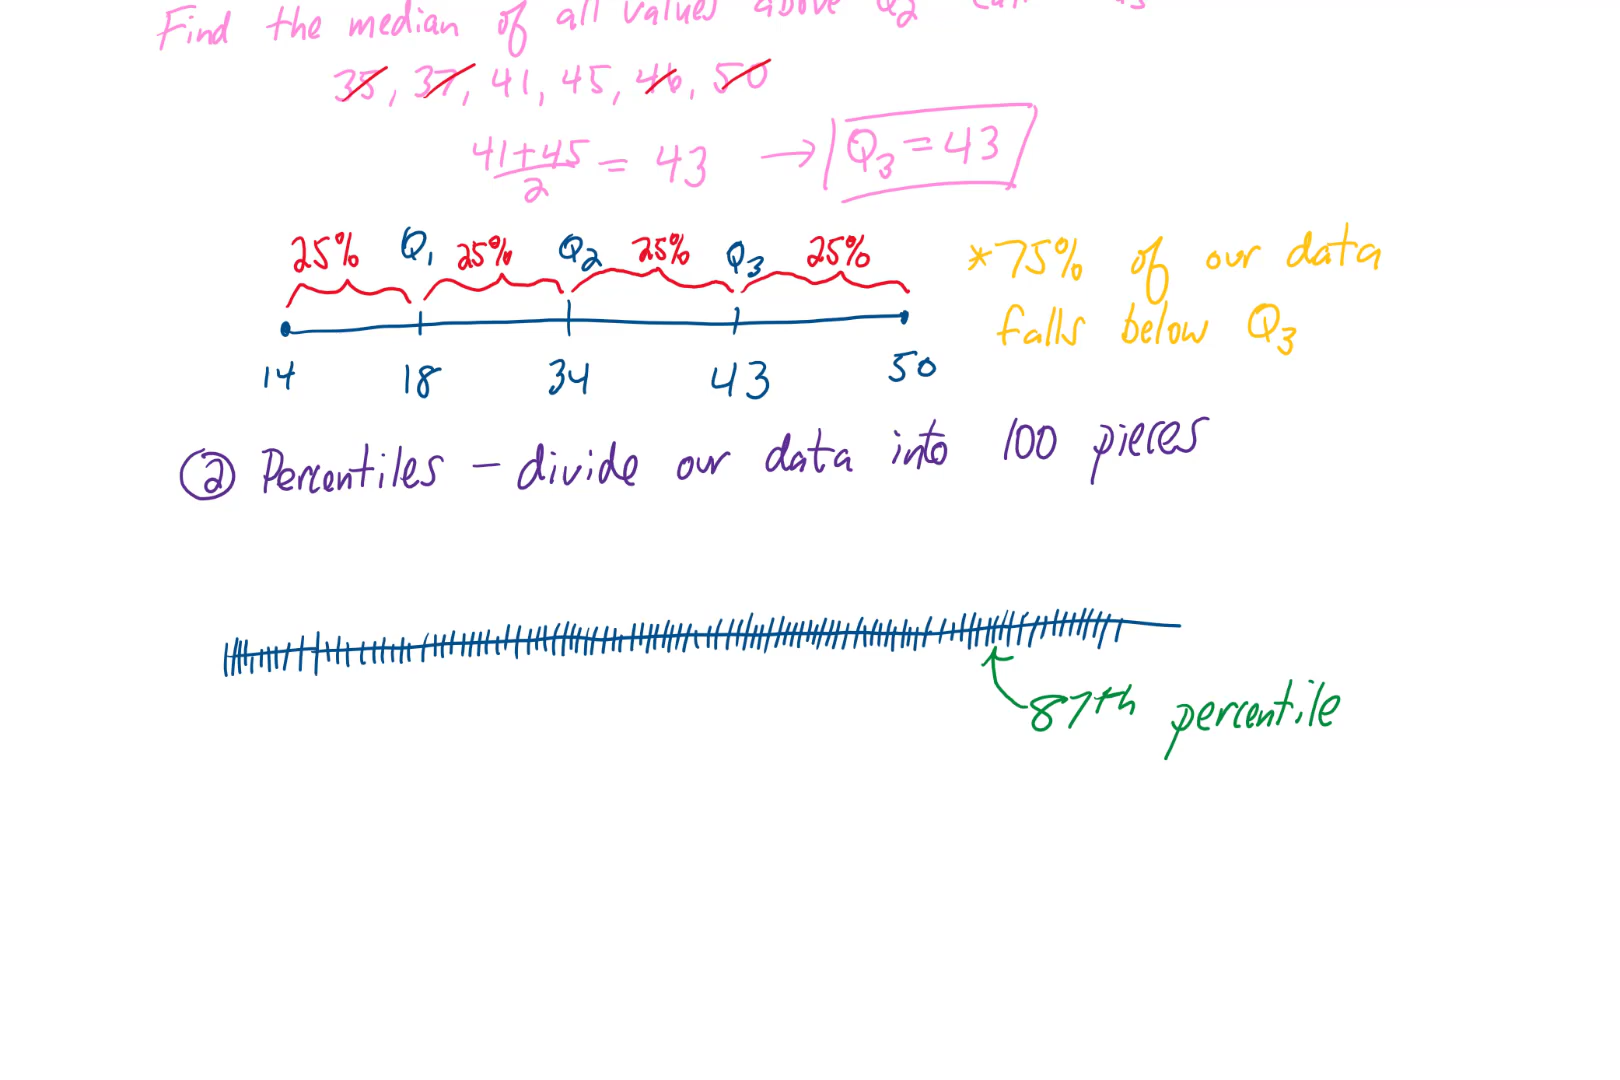 Find the median of all values above Q2
35, 37, 41, 45, 46, 50
41+45/2 = 43 → Q3 = 43
25% Q1 25% Q2 25% Q3 25% *75% of our data
falls below Q3
14 18 34 43 50
② Percentiles - divide our data into 100 pieces
87th percentile